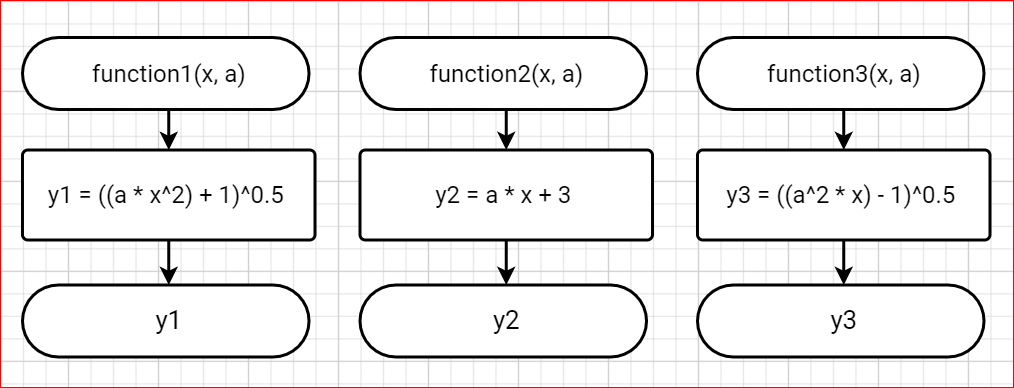 function1(x, a)
function2(x, a)
function3(x, a)
y1 = ((a * x^2) + 1)^0.5
y2 = a * x + 3
y3 = ((a^2 * x) - 1)^0.5
y1
y2
y3